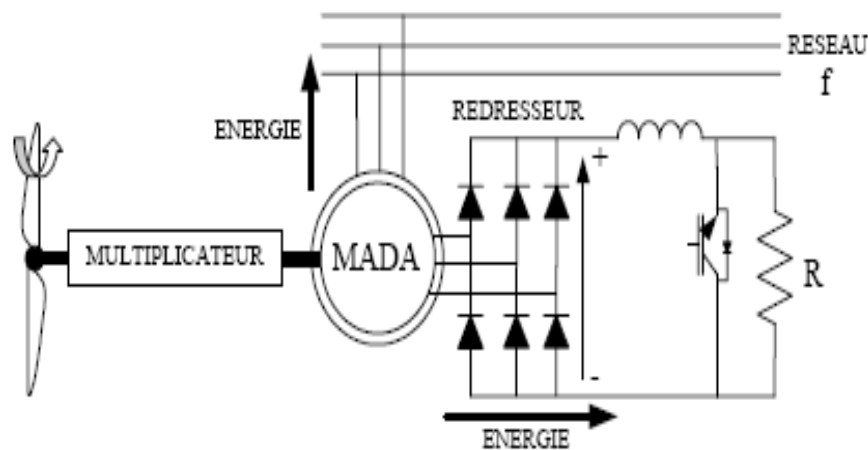 RESEAU
f
REDRESSEUR
ENERGIE
+
MULTIPLICATEUR
MADA
R
-
ENERGIE